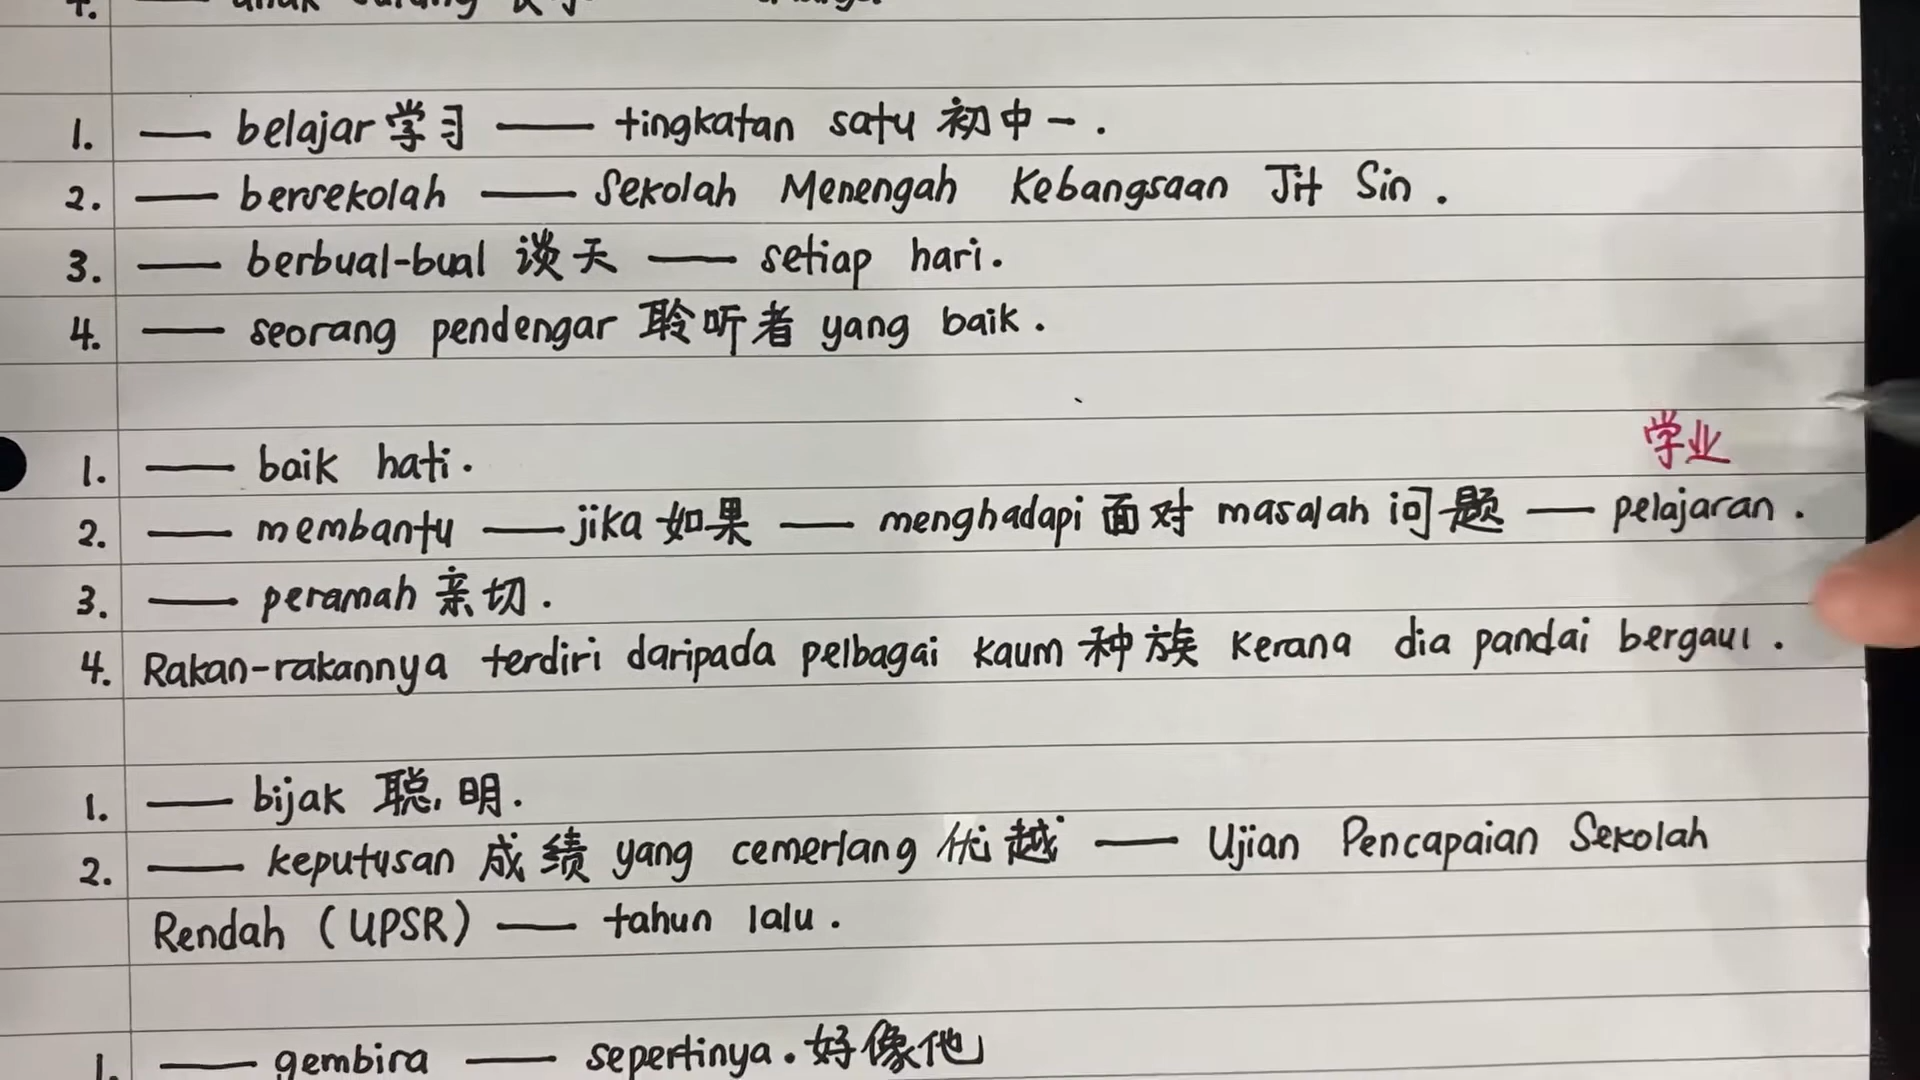 4. — anak sulung
1. — belajar 学习 — tingkatan satu 初中一.
2. — bersekolah — Sekolah Menengah Kebangsaan Jit Sin.
3. — berbual-bual 谈天 — setiap hari.
4. — seorang pendengar 聆听者 yang baik.
1. — baik hati.
学业
2. — membantu — jika 如果 — menghadapi 面对 masalah 问题 — pelajaran.
3. — peramah 亲切.
4. Rakan-rakannya terdiri daripada pelbagai kaum 种族 kerana dia pandai bergaul.
1. — bijak 聪明.
2. — keputusan 成绩 yang cemerlang 优越 — Ujian Pencapaian Sekolah
Rendah (UPSR) — tahun lalu.
1. — gembira — sepertinya. 好像他